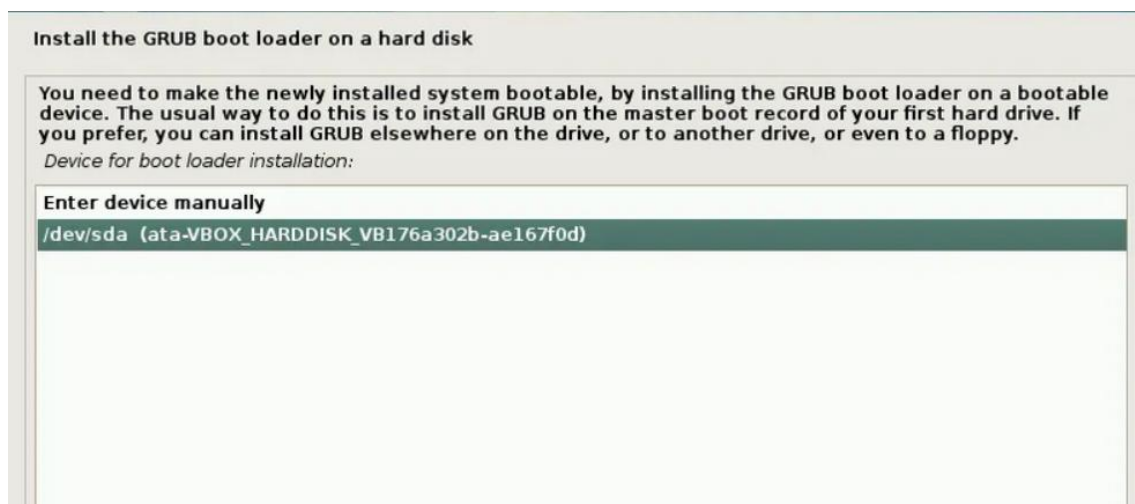 Install the GRUB boot loader on a hard disk
You need to make the newly installed system bootable, by installing the GRUB boot loader on a bootable
device. The usual way to do this is to install GRUB on the master boot record of your first hard drive. If
you prefer, you can install GRUB elsewhere on the drive, or to another drive, or even to a floppy.
Device for boot loader installation:
Enter device manually
/dev/sda (ata-VBOX_HARDDISK_VB176a302b-ae167f0d)